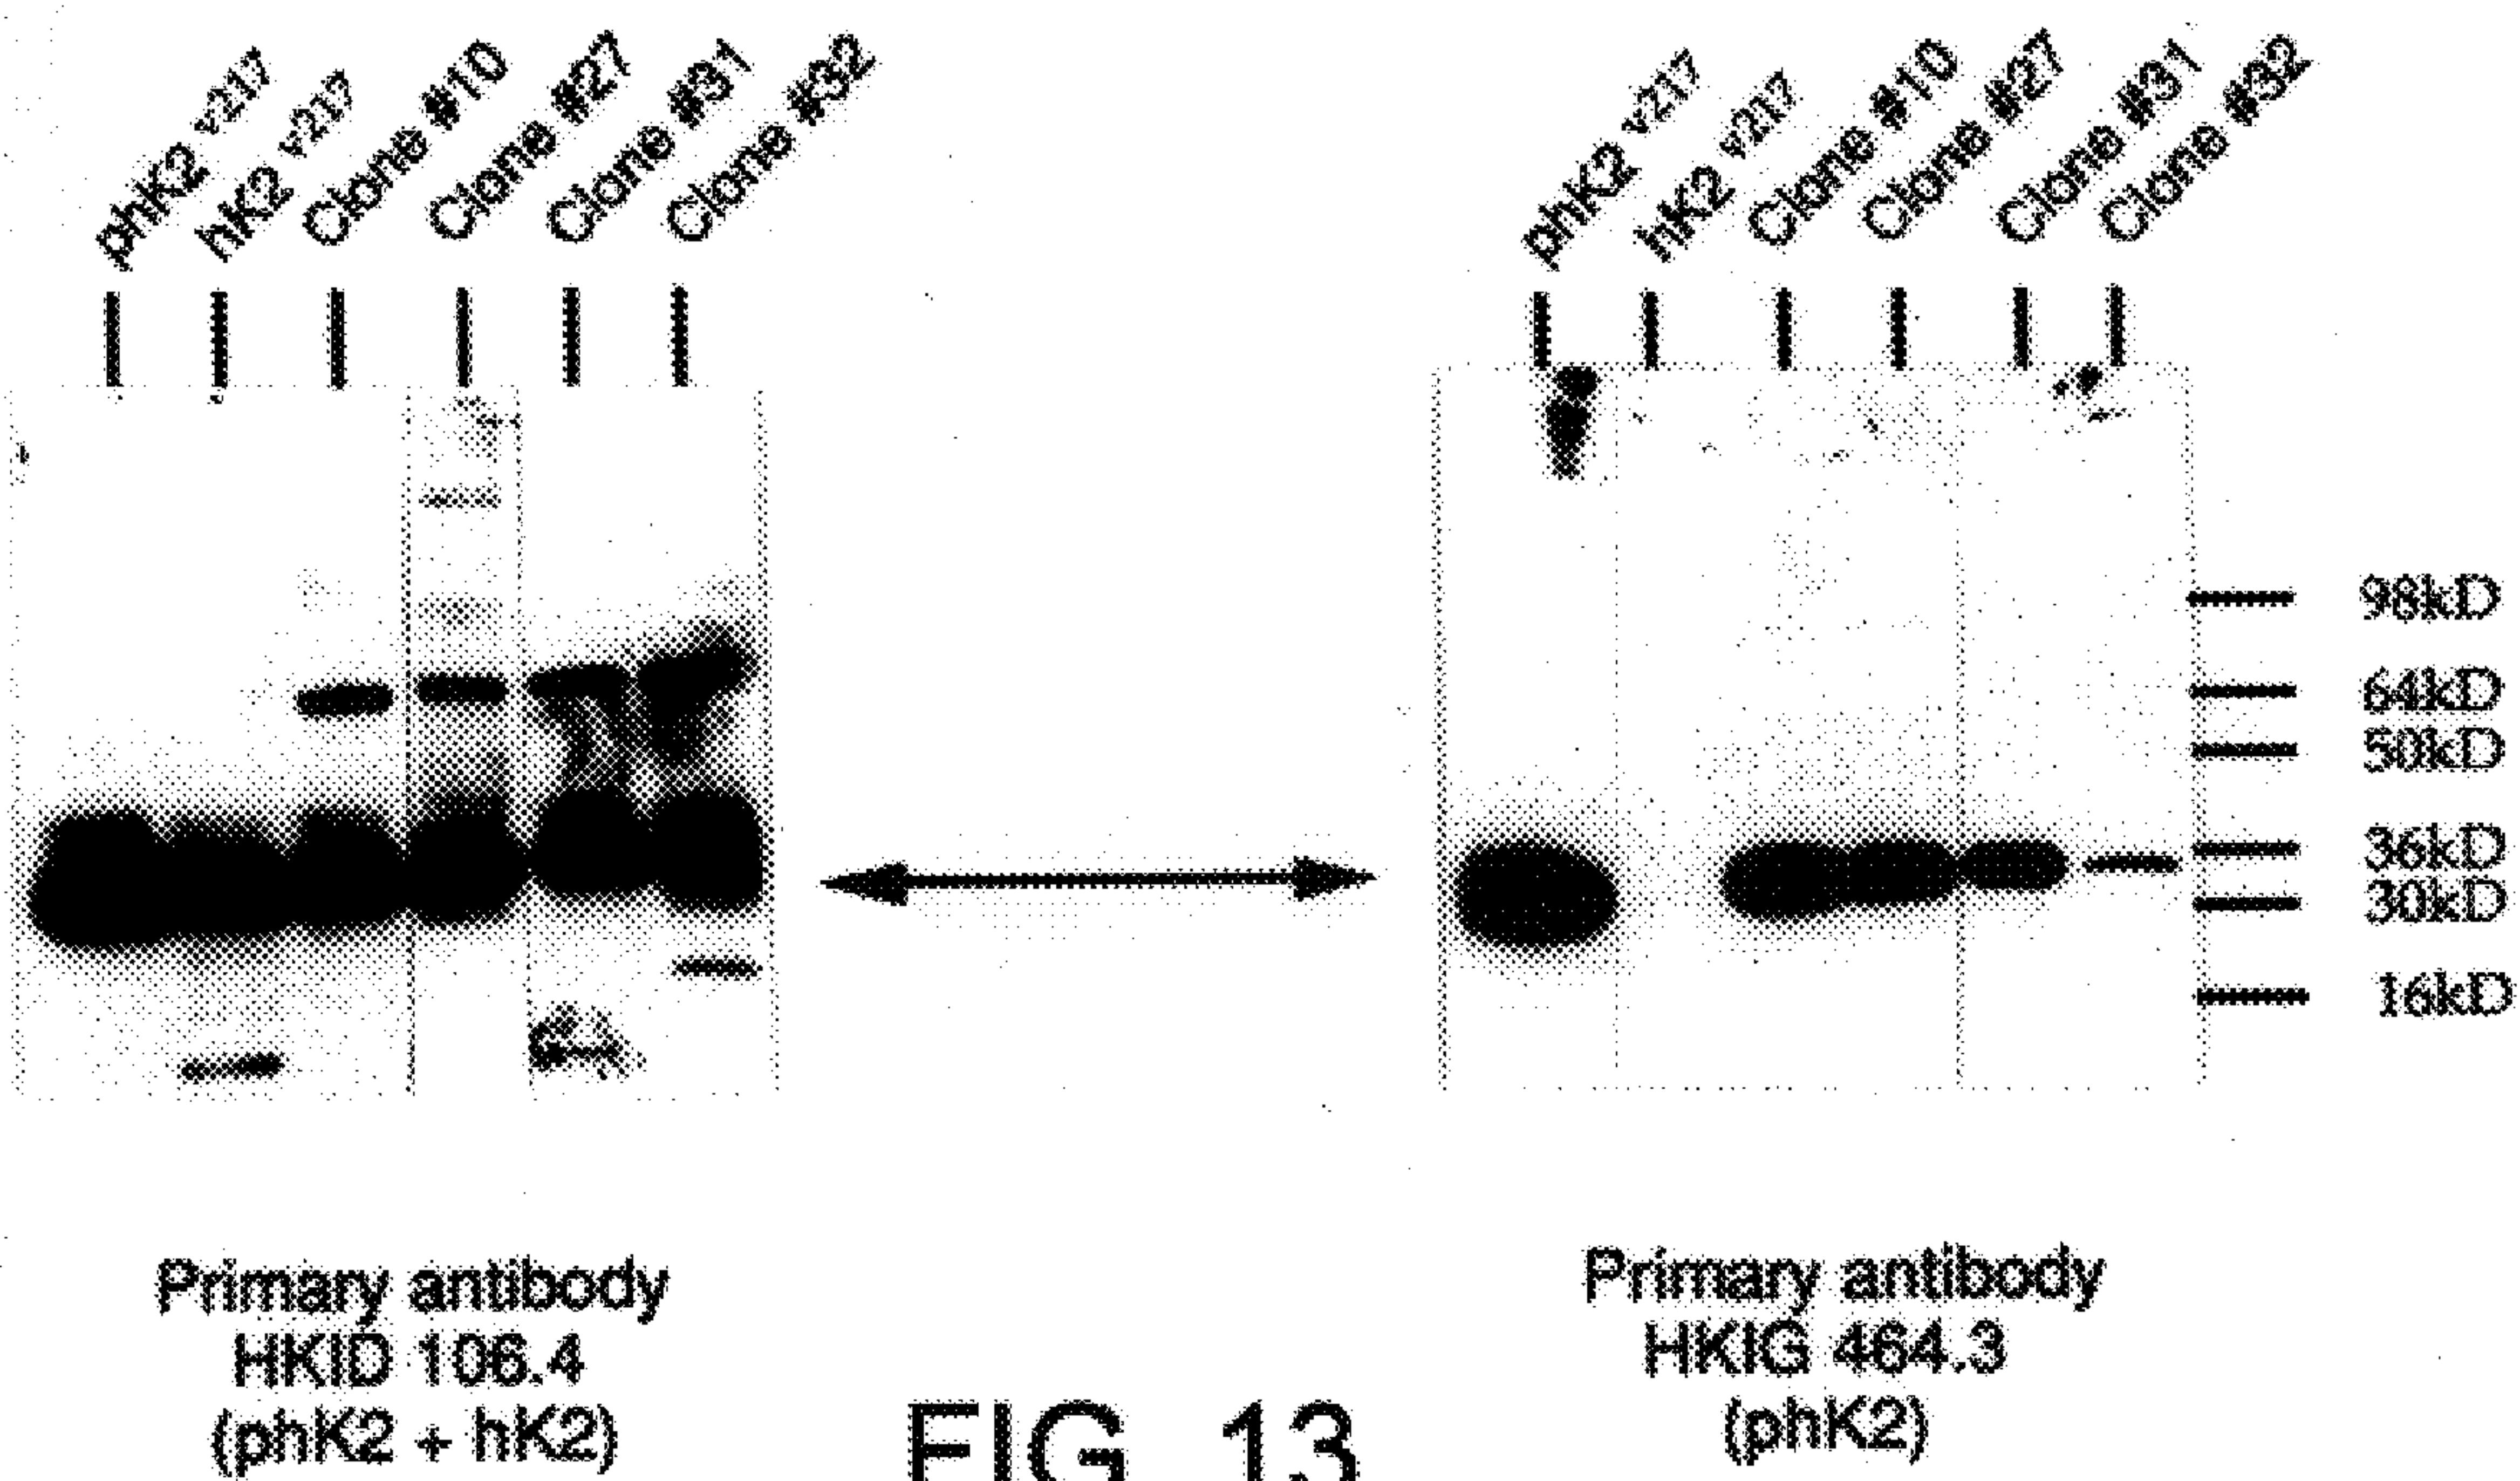 phK2 v217
hK2 v217
Clone #10
Clone #27
Clone #31
Clone #32
phK2 v217
hK2 v217
Clone #10
Clone #27
Clone #31
Clone #32
98kD
64kD
50kD
36kD
30kD
16kD
Primary antibody
HKID 106.4
(phK2 + hK2)
Primary antibody
HKIG 464.3
(phK2)
FIG. 13